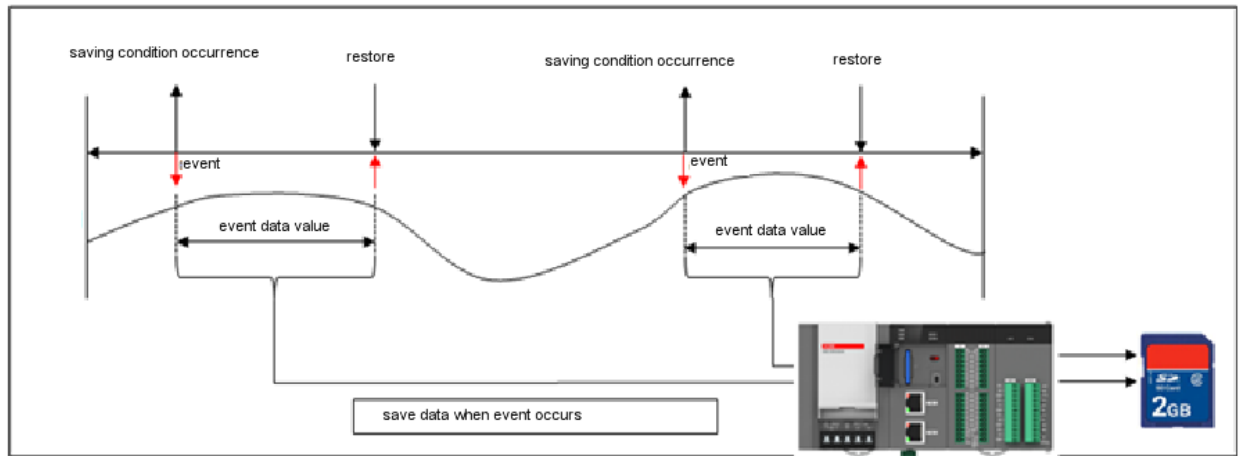 saving condition occurrence
restore
saving condition occurrence
restore
event
event
event data value
event data value
save data when event occurs
SD
2GB